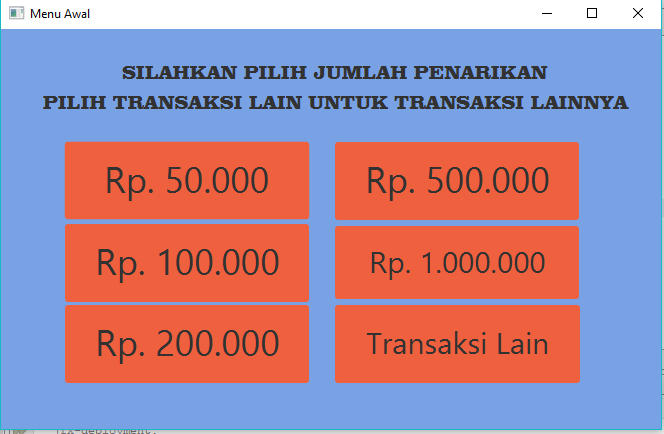 Menu Awal
SILAHKAN PILIH JUMLAH PENARIKAN
PILIH TRANSAKSI LAIN UNTUK TRANSAKSI LAINNYA
Rp. 50.000
Rp. 500.000
Rp. 100.000
Rp. 1.000.000
Rp. 200.000
Transaksi Lain